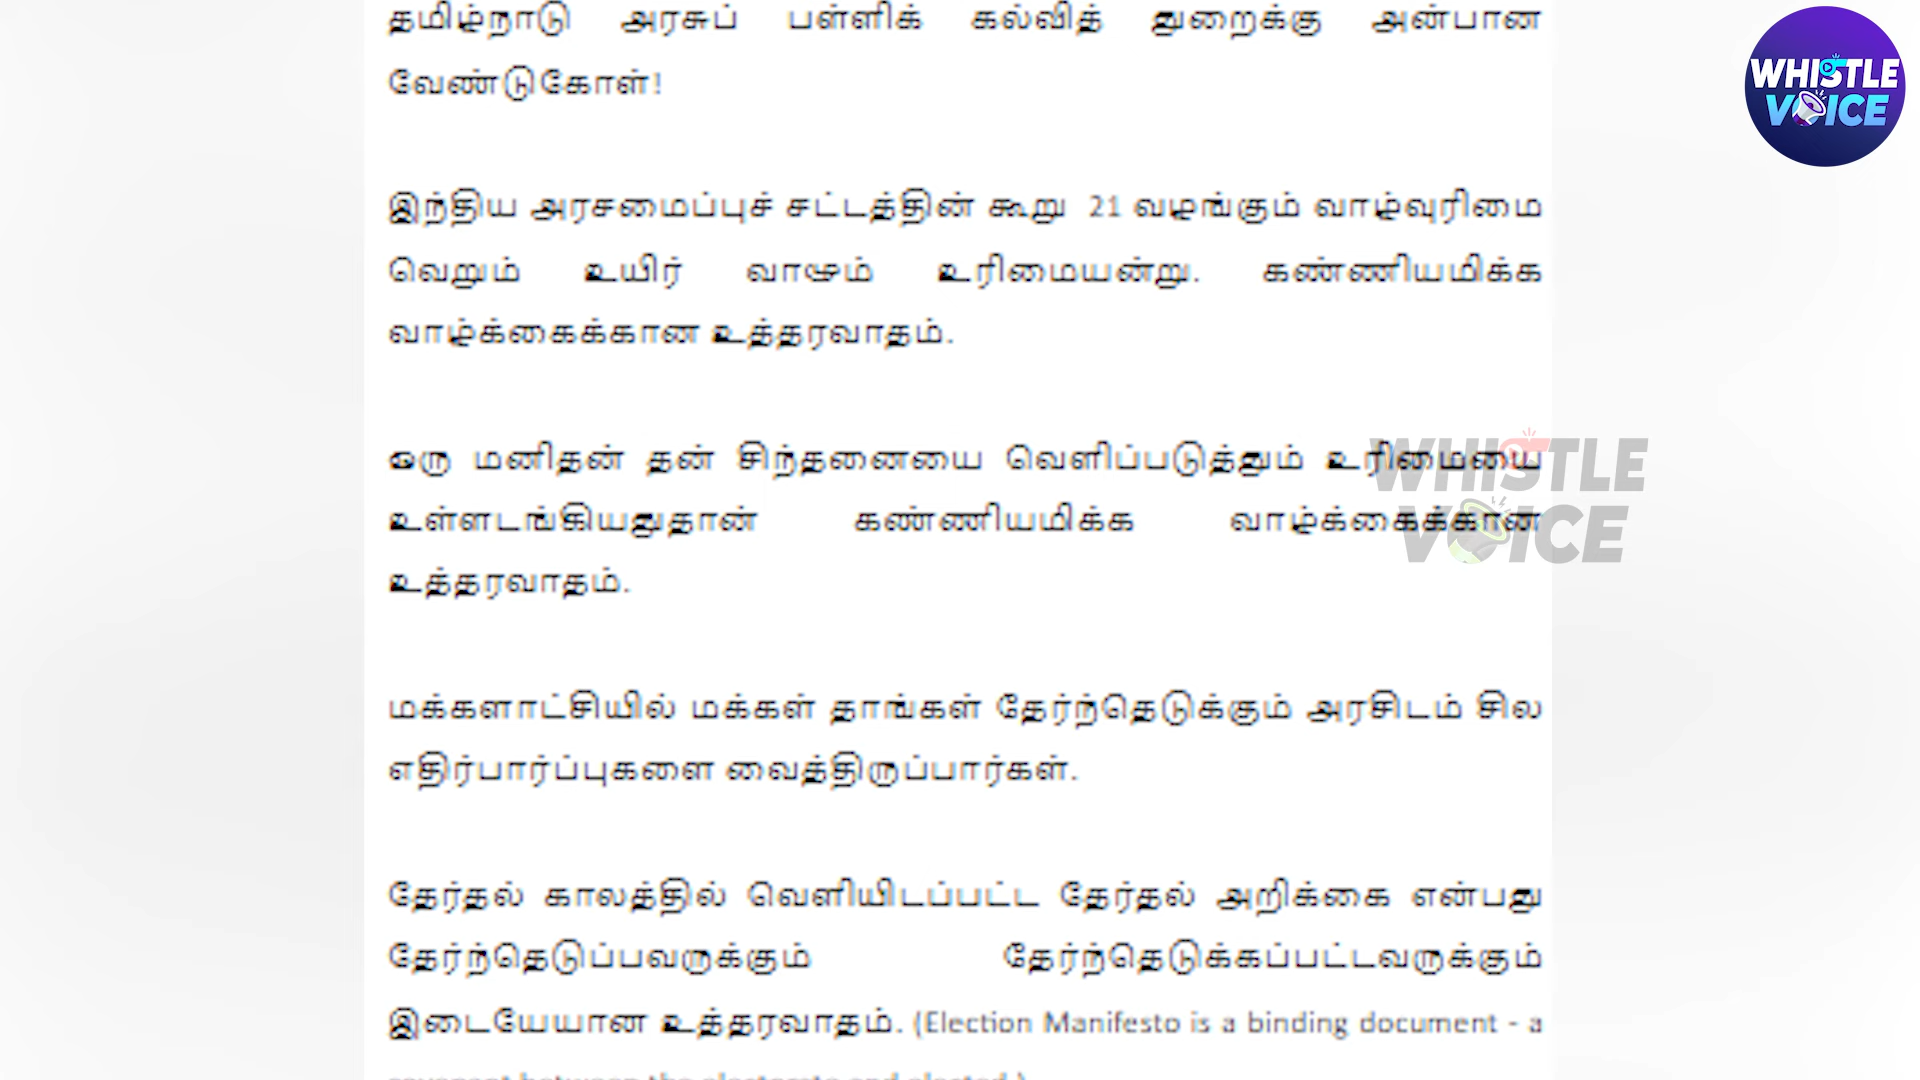 தமிழ்நாடு அரசுப் பள்ளிக் கல்வித் துறைக்கு அன்பான
வேண்டுகோள்!
இந்திய அரசமைப்புச் சட்டத்தின் கூறு 21 வழங்கும் வாழ்வுரிமை
வெறும் உயிர் வாழும் உரிமையன்று. கண்ணியமிக்க
வாழ்க்கைக்கான உத்தரவாதம்.
ஒரு மனிதன் தன் சிந்தனையை வெளிப்படுத்தும் உரிமையை
உள்ளடங்கியதுதான் கண்ணியமிக்க வாழ்க்கைக்கான
உத்தரவாதம்.
மக்களாட்சியில் மக்கள் தாங்கள் தேர்ந்தெடுக்கும் அரசிடம் சில
எதிர்பார்ப்புகளை வைத்திருப்பார்கள்.
தேர்தல் காலத்தில் வெளியிடப்பட்ட தேர்தல் அறிக்கை என்பது
தேர்ந்தெடுப்பவருக்கும் தேர்ந்தெடுக்கப்பட்டவருக்கும்
இடையேயான உத்தரவாதம். (Election Manifesto is a binding document - a
WHISTLE
VOICE
WHISTLE
VOICE